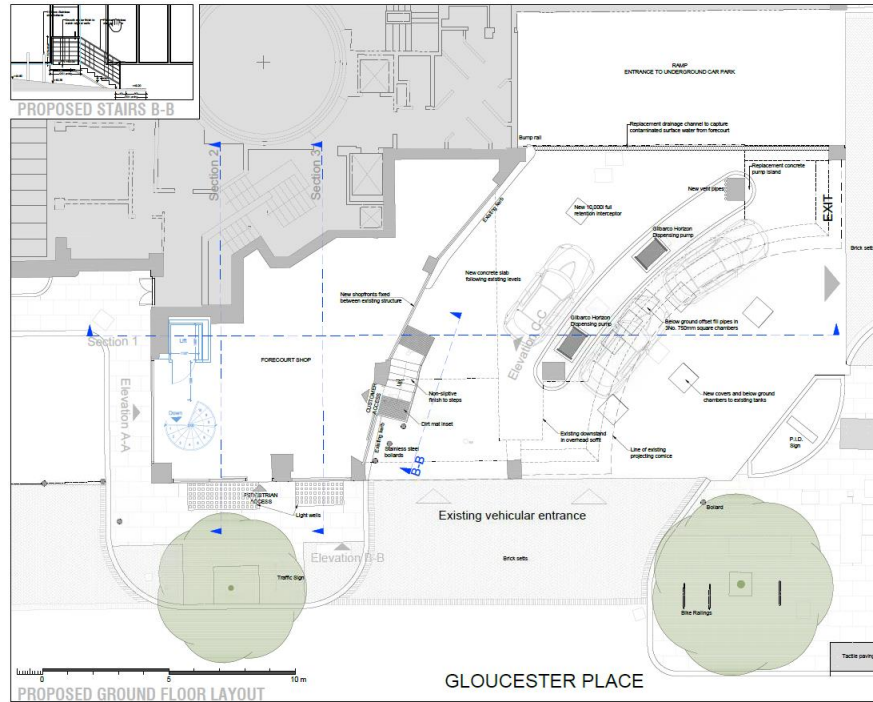 PROPOSED STAIRS B-B
RAMP
ENTRANCE TO UNDERGROUND CAR PARK
Bump rail
Replacement drainage channel to capture
contaminated surface water from forecourt
Replacement concrete
pump island
New vent pipes
EXIT
Brick setts
Section 2
Section 3
Existing kerb
New 10,000l full
retention interceptor
Gilbarco Horizon
Dispensing pump
New concrete slab
following existing levels
New shopfronts fixed
between existing structure
Gilbarco Horizon
Dispensing pump
Below ground offset fill pipes in
3No. 750mm square chambers
Section 1
Lift
FORECOURT SHOP
Elevation C-C
Elevation A-A
Down
CUSTOMER
ACCESS
Non-slip tive
finish to steps
Dirt mat inset
New covers and below ground
chambers to existing tanks
Existing kerb
Stainless steel
bollards
B-B
Existing downstand
in overhead soffit
Line of existing
projecting cornice
P.I.D.
Sign
PEDESTRIAN
ACCESS
Light wells
Existing vehicular entrance
Bollard
Elevation B-B
Brick setts
Traffic Sign
Bike Railings
Tactile paving
0
5
10 m
PROPOSED GROUND FLOOR LAYOUT
GLOUCESTER PLACE